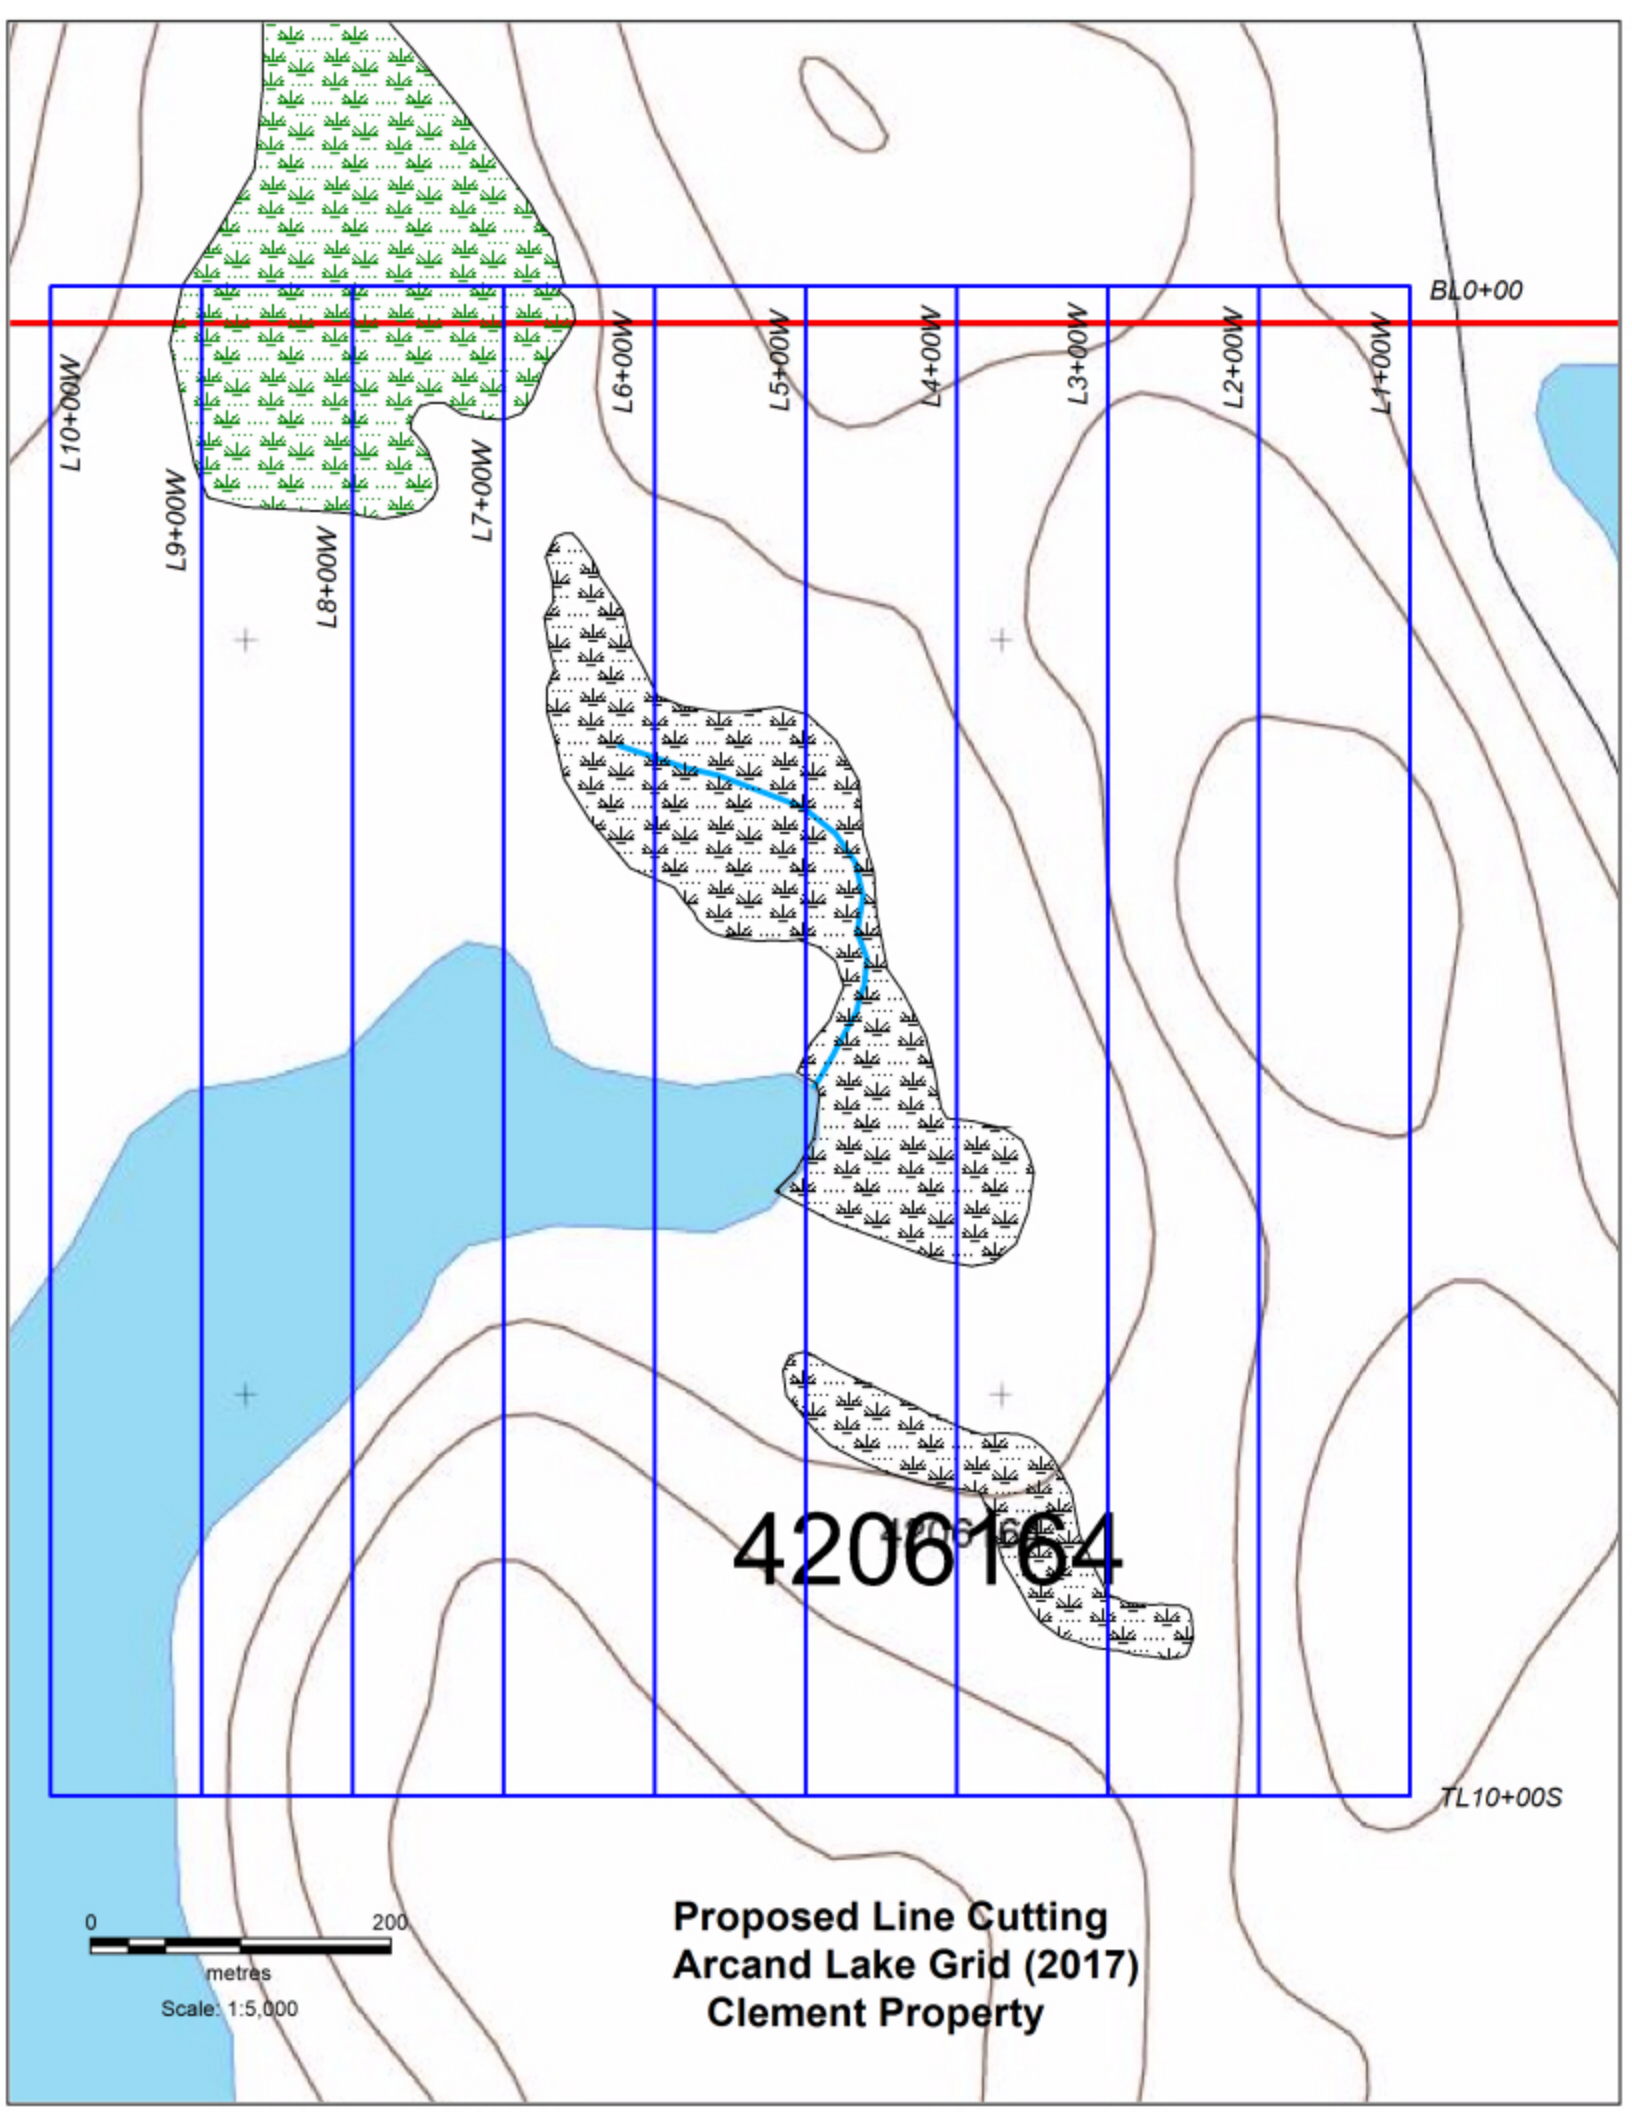 BL0+00
L10+00W
L9+00W
L8+00W
L7+00W
L6+00W
L5+00W
L4+00W
L3+00W
L2+00W
L1+00W
4206164
4206164
TL10+00S
0 200
metres
Scale: 1:5,000
Proposed Line Cutting
Arcand Lake Grid (2017)
Clement Property